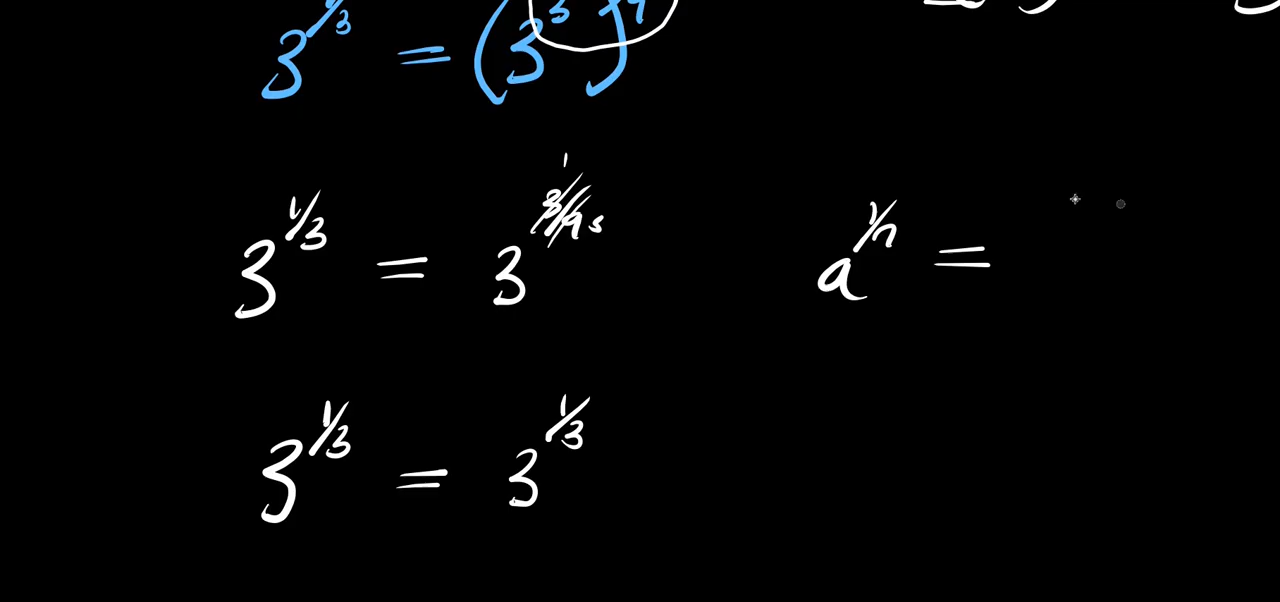 3^{1/3} = (3^3)
3^{1/3} = 3^{3/9} 1 3
a^{1/n} =
3^{1/3} = 3^{1/3}